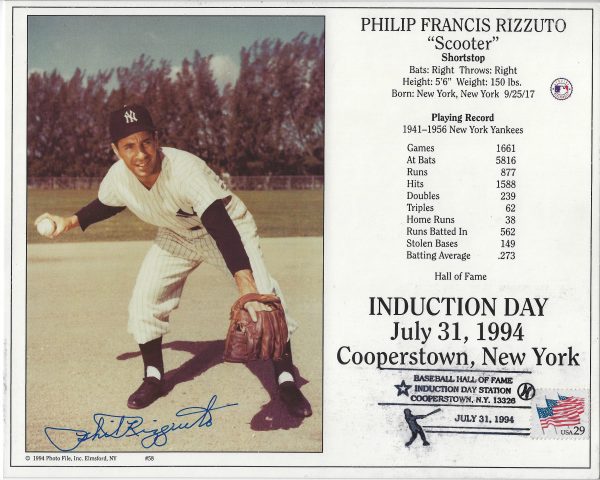 PHILIP FRANCIS RIZZUTO
"Scooter"
Shortstop
Bats: Right Throws: Right
Height: 5'6" Weight: 150 lbs.
Born: New York, New York 9/25/17
Playing Record
1941–1956 New York Yankees
Games 1661
At Bats 5816
Runs 877
Hits 1588
Doubles 239
Triples 62
Home Runs 38
Runs Batted In 562
Stolen Bases 149
Batting Average .273
Hall of Fame
INDUCTION DAY
July 31, 1994
Cooperstown, New York
BASEBALL HALL OF FAME
INDUCTION DAY STATION
COOPERSTOWN, N.Y. 13326
JULY 31, 1994
USA 29
NY
Phil Rizzuto
© 1994 Photo File, Inc. Elmsford, NY #58